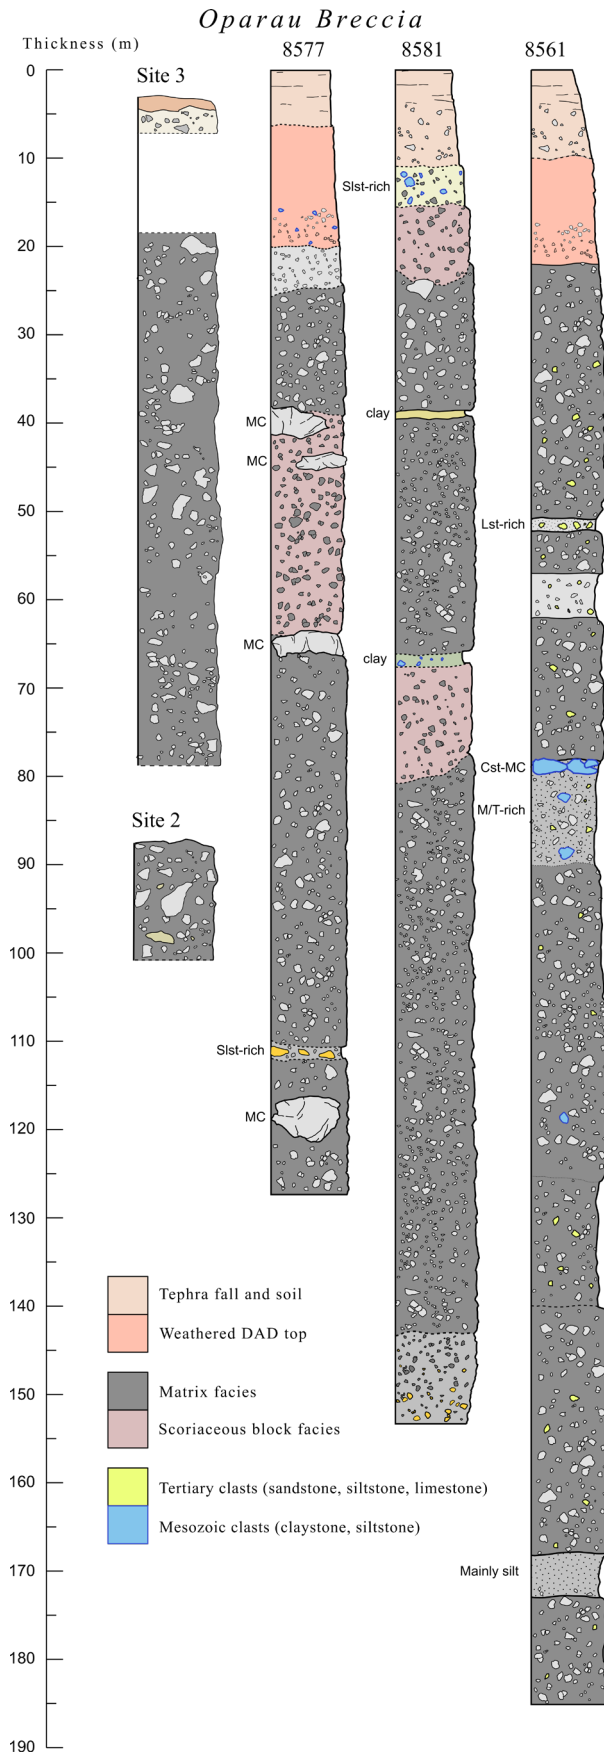 Oparau Breccia
Thickness (m)
8577
8581
8561
0
Site 3
10
Slst-rich
20
30
40
MC
clay
MC
50
Lst-rich
60
MC
clay
70
Cst-MC
80
M/T-rich
Site 2
90
100
110
Slst-rich
MC
120
130
Tephra fall and soil
Weathered DAD top
140
Matrix facies
150
Scoriaceous block facies
160
Tertiary clasts (sandstone, siltstone, limestone)
Mesozoic clasts (claystone, siltstone)
170
Mainly silt
180
190